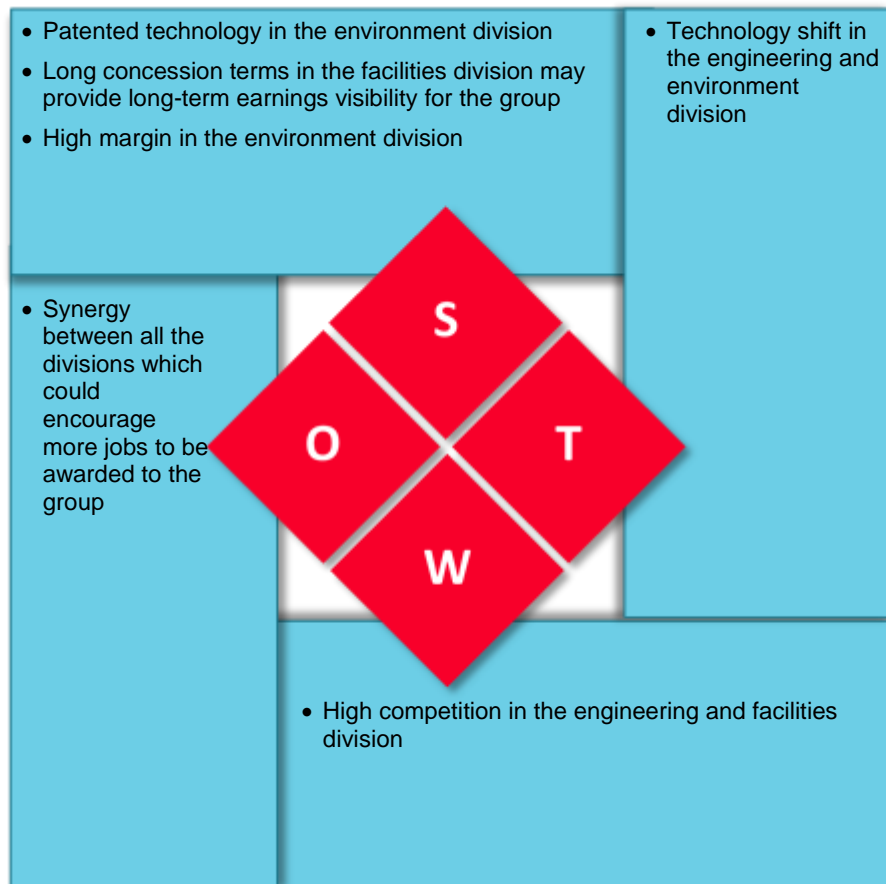 • Patented technology in the environment division
• Long concession terms in the facilities division may
provide long-term earnings visibility for the group
• High margin in the environment division
• Technology shift in
the engineering and
environment
division
• Synergy
between all the
divisions which
could
encourage
more jobs to be
awarded to the
group
S
O
T
W
• High competition in the engineering and facilities
division